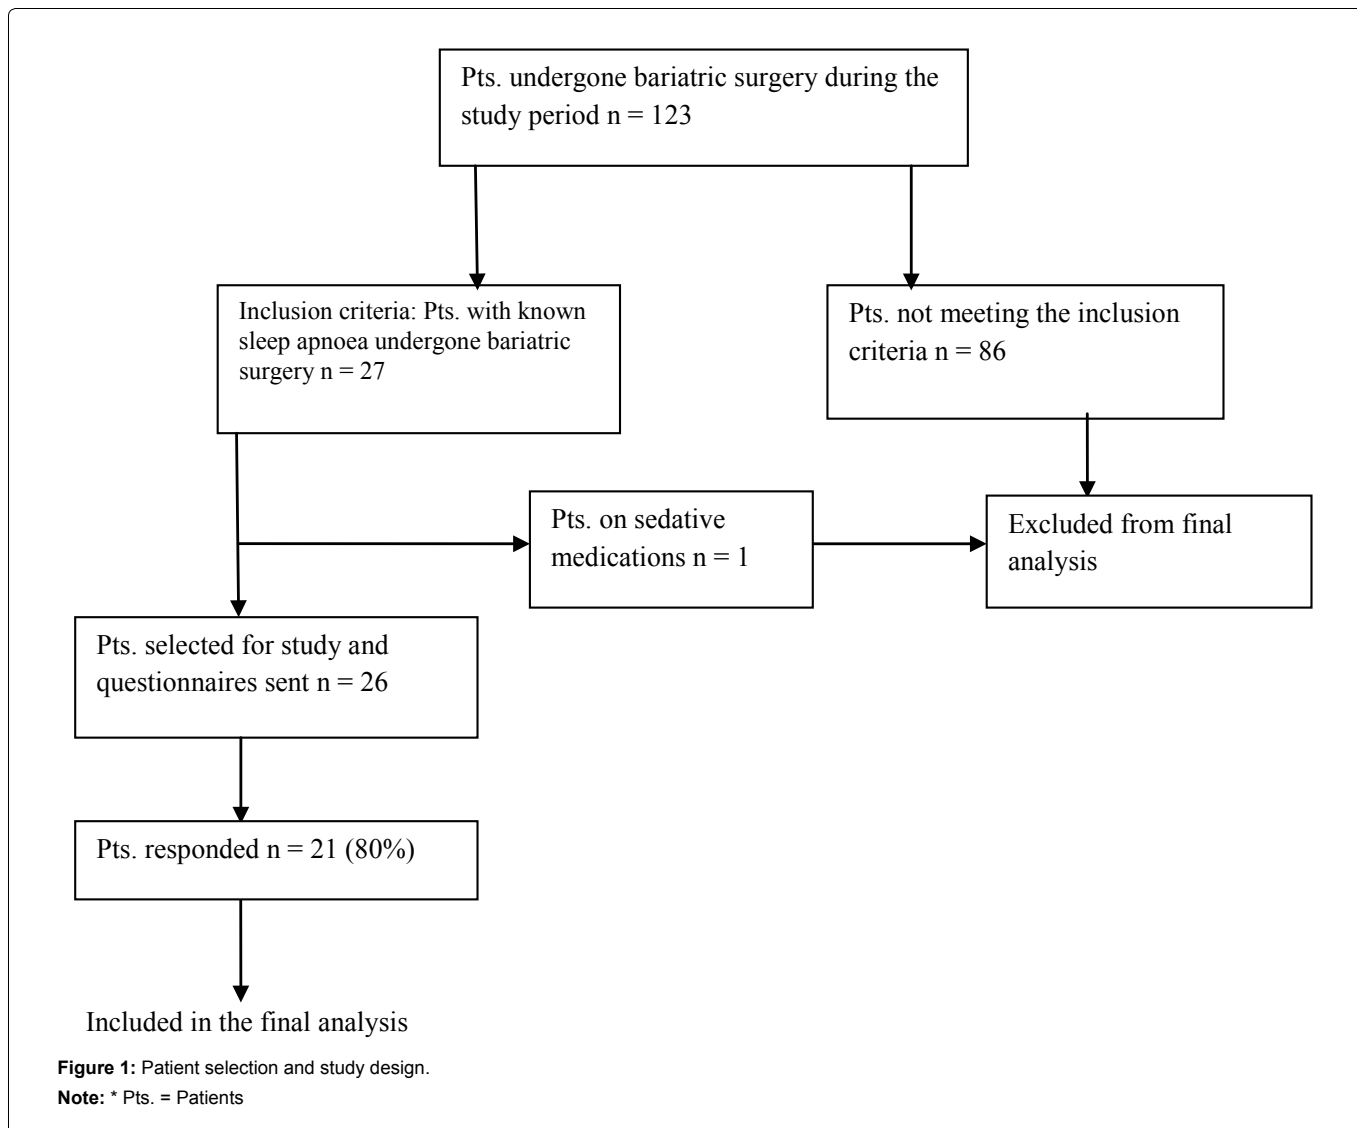 Pts. undergone bariatric surgery during the
study period n = 123
Inclusion criteria: Pts. with known
sleep apnoea undergone bariatric
surgery n = 27
Pts. not meeting the inclusion
criteria n = 86
Pts. on sedative
medications n = 1
Excluded from final
analysis
Pts. selected for study and
questionnaires sent n = 26
Pts. responded n = 21 (80%)
Included in the final analysis
Figure 1: Patient selection and study design.
Note: * Pts. = Patients